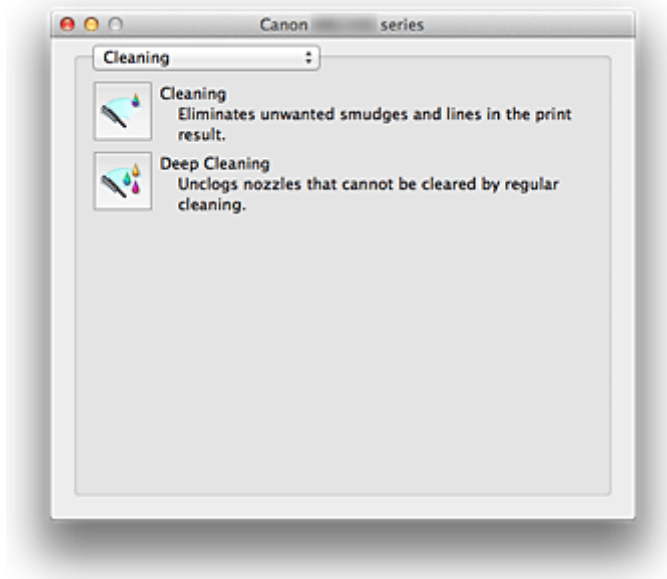 Canon series
Cleaning
Cleaning
Eliminates unwanted smudges and lines in the print
result.
Deep Cleaning
Unclogs nozzles that cannot be cleared by regular
cleaning.